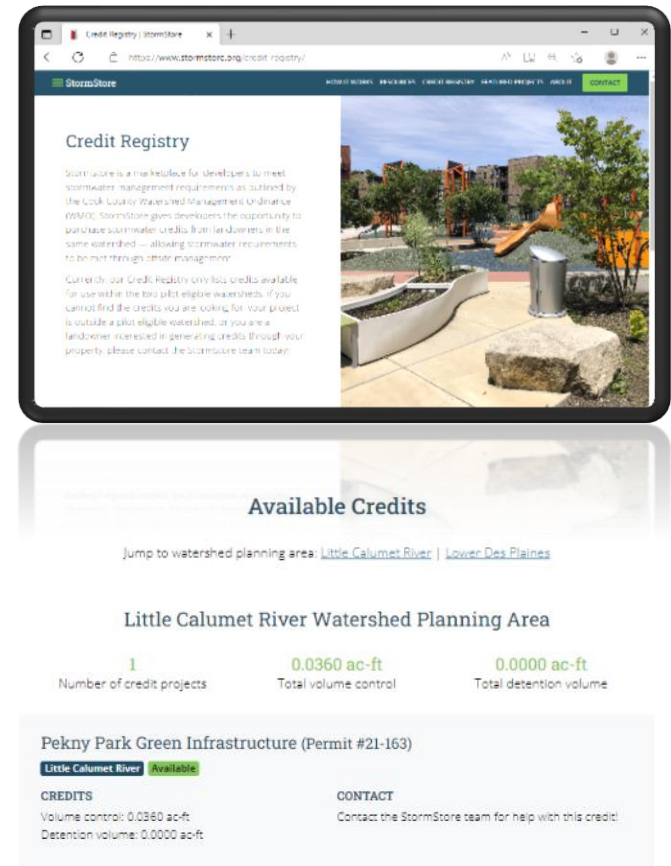 Credit Registry | StormStore
https://www.stormstore.org/credit-registry/
StormStore
HOW IT WORKS RESOURCES CREDIT REGISTRY FEATURED PROJECTS ABOUT CONTACT
Credit Registry
StormStore is a marketplace for developers to meet
stormwater management requirements as outlined by
the Cook County Watershed Management Ordinance
(WMO). StormStore gives developers the opportunity to
purchase stormwater credits from landowners in the
same watershed — allowing stormwater requirements
to be met through offsite management.
Currently, our Credit Registry only lists credits available
for use within the two pilot eligible watersheds. If you
cannot find the credits you are looking for, your project
is outside a pilot eligible watershed, or you are a
landowner interested in generating credits through your
property, please contact the StormStore team today!
Available Credits
Jump to watershed planning area: Little Calumet River | Lower Des Plaines
Little Calumet River Watershed Planning Area
1 0.0360 ac-ft 0.0000 ac-ft
Number of credit projects Total volume control Total detention volume
Pekny Park Green Infrastructure (Permit #21-163)
Little Calumet River Available
CREDITS CONTACT
Volume control: 0.0360 ac-ft Contact the StormStore team for help with this credit!
Detention volume: 0.0000 ac-ft